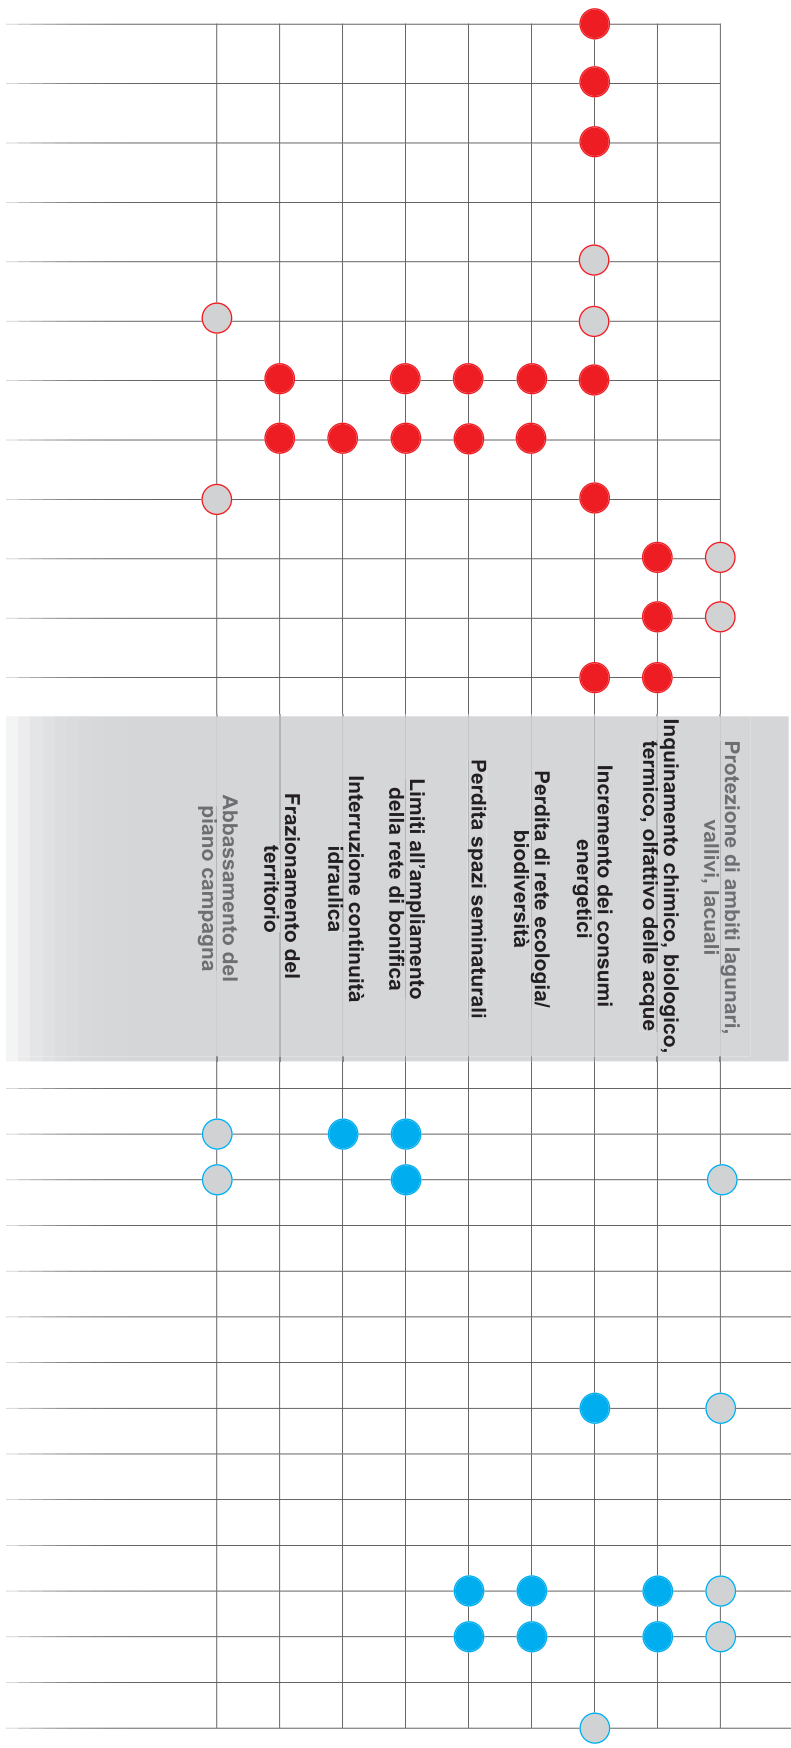 Protezione di ambiti lagunari,
vallivi, lacuali
Inquinamento chimico, biologico,
termico, olfattivo delle acque
Incremento dei consumi
energetici
Perdita di rete ecologia/
biodiversità
Perdita spazi seminaturali
Limiti all'ampliamento
della rete di bonifica
Interruzione continuità
idraulica
Frazionamento del
territorio
Abbassamento del
piano campagna